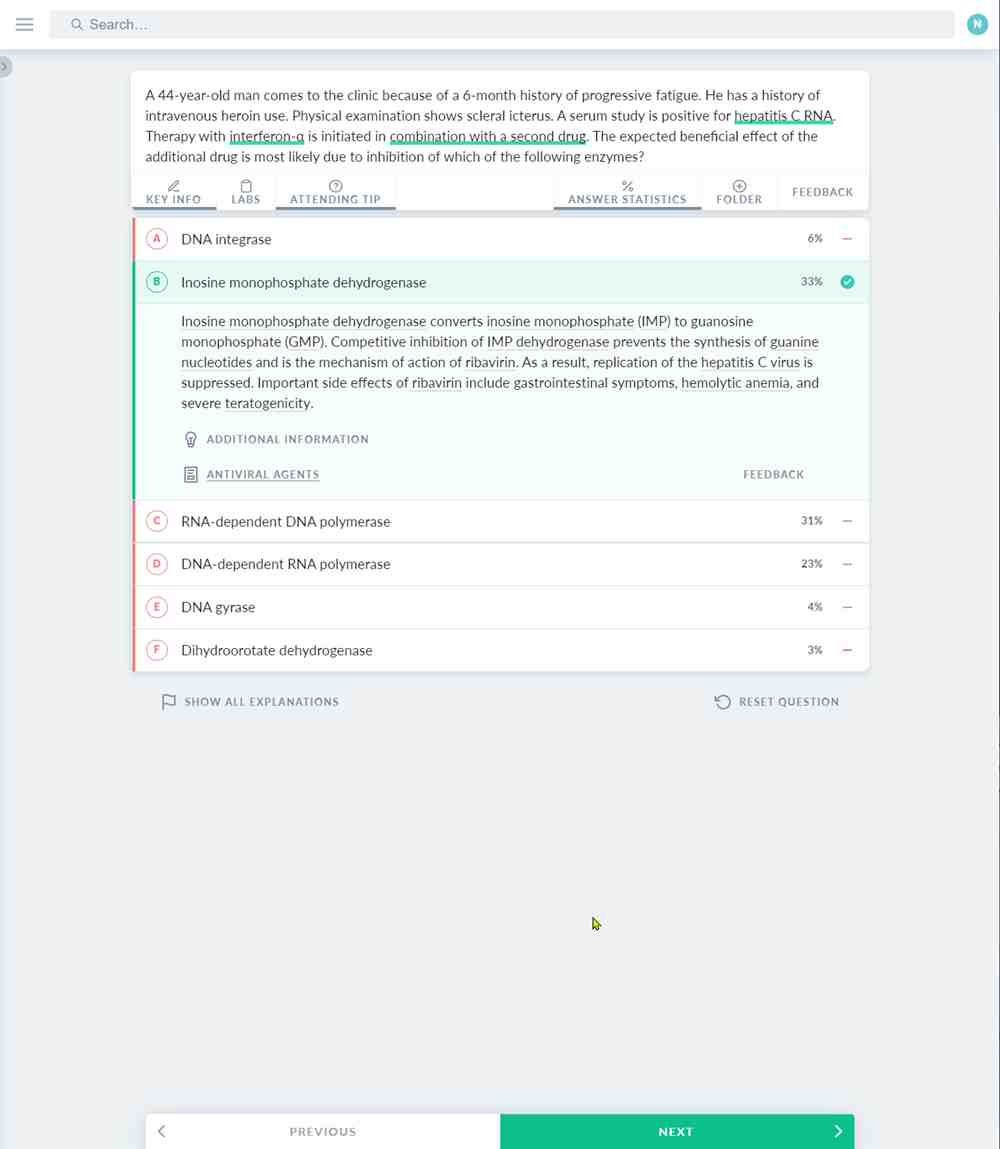 Search...
N
A 44-year-old man comes to the clinic because of a 6-month history of progressive fatigue. He has a history of
intravenous heroin use. Physical examination shows scleral icterus. A serum study is positive for hepatitis C RNA.
Therapy with interferon-α is initiated in combination with a second drug. The expected beneficial effect of the
additional drug is most likely due to inhibition of which of the following enzymes?
KEY INFO LABS ATTENDING TIP ANSWER STATISTICS FOLDER FEEDBACK
A DNA integrase 6%
B Inosine monophosphate dehydrogenase 33%
Inosine monophosphate dehydrogenase converts inosine monophosphate (IMP) to guanosine
monophosphate (GMP). Competitive inhibition of IMP dehydrogenase prevents the synthesis of guanine
nucleotides and is the mechanism of action of ribavirin. As a result, replication of the hepatitis C virus is
suppressed. Important side effects of ribavirin include gastrointestinal symptoms, hemolytic anemia, and
severe teratogenicity.
ADDITIONAL INFORMATION
ANTIVIRAL AGENTS FEEDBACK
C RNA-dependent DNA polymerase 31%
D DNA-dependent RNA polymerase 23%
E DNA gyrase 4%
F Dihydroorotate dehydrogenase 3%
SHOW ALL EXPLANATIONS RESET QUESTION
PREVIOUS NEXT